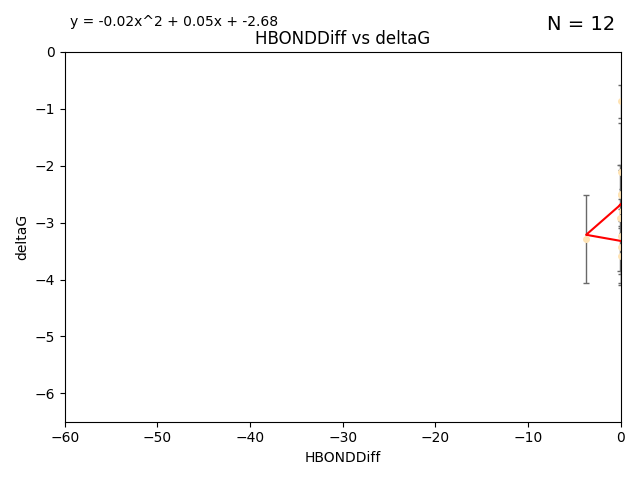 y = -0.02x^2 + 0.05x + -2.68
N = 12
HBONDDiff vs deltaG
0
−1
−2
−3
−4
−5
−6
deltaG
−60 −50 −40 −30 −20 −10 0
HBONDDiff